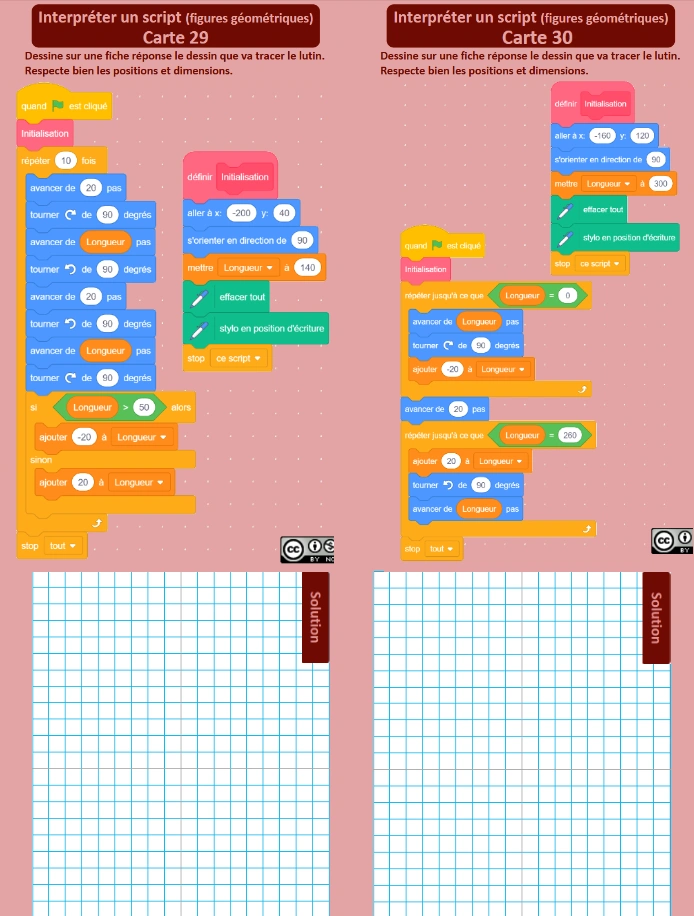 Interpréter un script (figures géométriques)
Carte 29
Dessine sur une fiche réponse le dessin que va tracer le lutin.
Respecte bien les positions et dimensions.
quand est cliqué
Initialisation
répéter 10 fois
avancer de 20 pas
tourner de 90 degrés
avancer de Longueur pas
tourner de 90 degrés
avancer de 20 pas
tourner de 90 degrés
avancer de Longueur pas
tourner de 90 degrés
si Longueur > 50 alors
ajouter -20 à Longueur
sinon
ajouter 20 à Longueur
stop tout
définir Initialisation
aller à x: -200 y: 40
s'orienter en direction de 90
mettre Longueur à 140
effacer tout
stylo en position d'écriture
stop ce script
cc
BY NC
Solution
Interpréter un script (figures géométriques)
Carte 30
Dessine sur une fiche réponse le dessin que va tracer le lutin.
Respecte bien les positions et dimensions.
définir Initialisation
aller à x: -160 y: 120
s'orienter en direction de 90
mettre Longueur à 300
effacer tout
stylo en position d'écriture
stop ce script
quand est cliqué
Initialisation
répéter jusqu'à ce que Longueur = 0
avancer de Longueur pas
tourner de 90 degrés
ajouter -20 à Longueur
avancer de 20 pas
répéter jusqu'à ce que Longueur = 260
ajouter 20 à Longueur
tourner de 90 degrés
avancer de Longueur pas
stop tout
cc
BY N
Solution